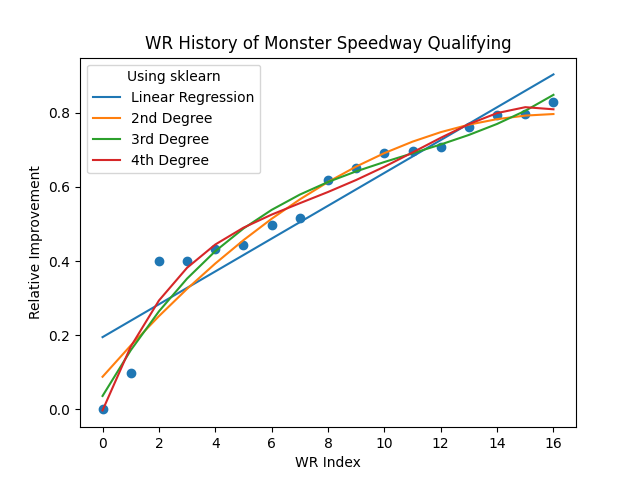 WR History of Monster Speedway Qualifying
Using sklearn
Linear Regression
2nd Degree
3rd Degree
4th Degree
0.8
0.6
0.4
0.2
0.0
Relative Improvement
0 2 4 6 8 10 12 14 16
WR Index